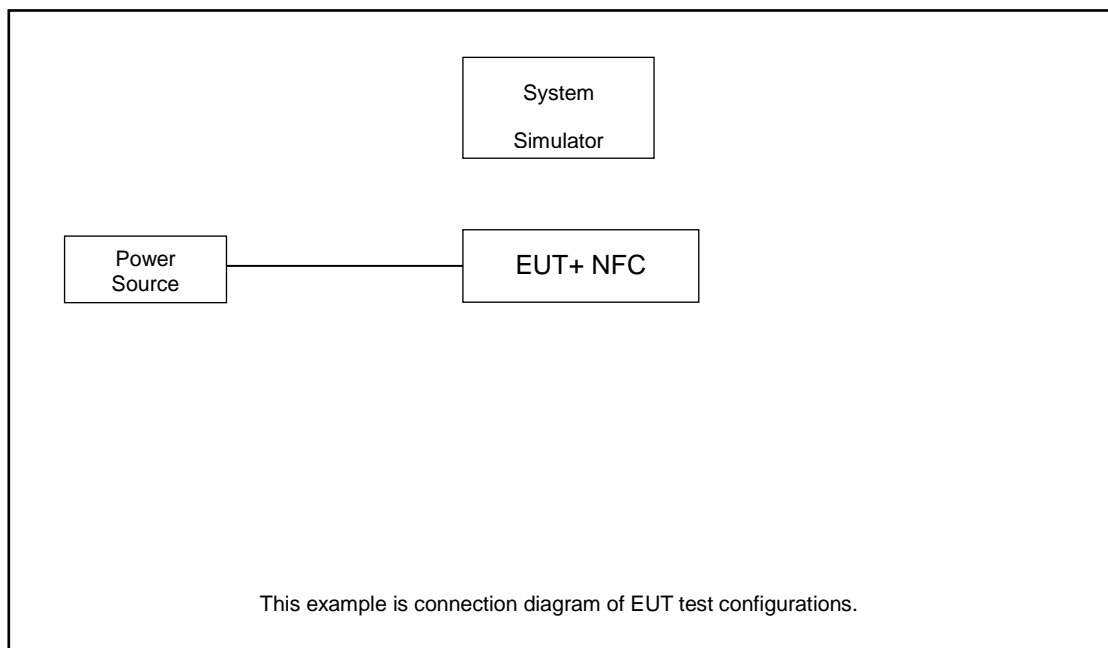 System
Simulator
Power
Source
EUT+ NFC
This example is connection diagram of EUT test configurations.